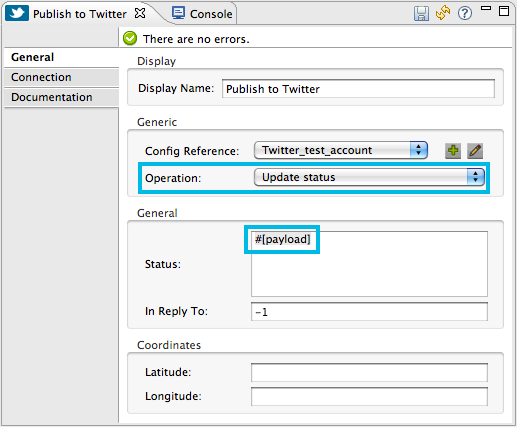 Publish to Twitter Console
General
Connection
Documentation
There are no errors.
Display
Display Name: Publish to Twitter
Generic
Config Reference: Twitter_test_account
Operation: Update status
General
Status: #[payload]
In Reply To: -1
Coordinates
Latitude:
Longitude: